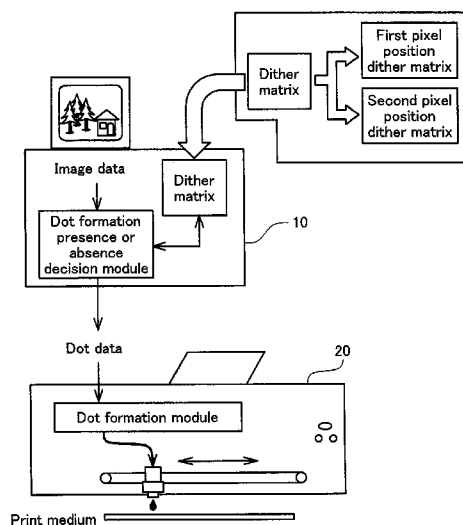 First pixel
position
dither matrix
Dither
matrix
Second pixel
position
dither matrix
Image data
Dither
matrix
Dot formation
presence or
absence
decision module
10
Dot data
20
Dot formation module
Print medium